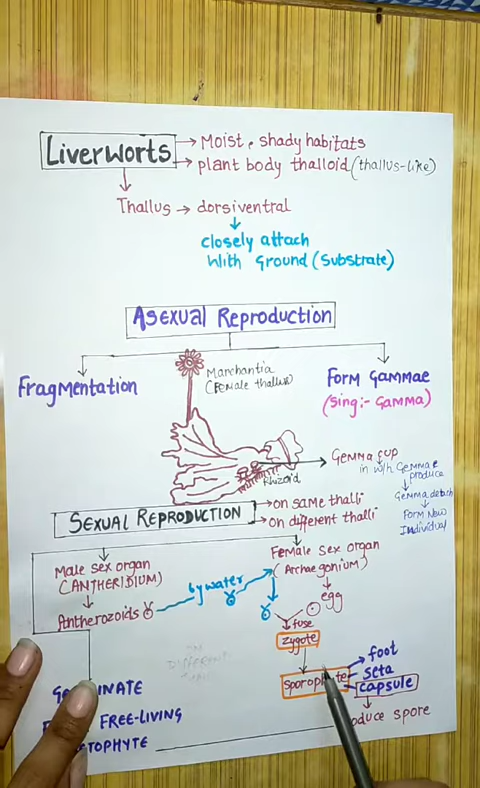 Liverworts
Moist, shady habitats
plant body thalloid (thallus-like)
Thallus → dorsiventral
closely attach
With Ground (Substrate)
Asexual Reproduction
Fragmentation
Marchantia
(Female thallus)
Form Gammae
(Sing:- Gamma)
Gemma cup
in w/h Gemmae
produce
Gemma detach
Form New
Individual
Rhizoid
Sexual Reproduction
on same thalli
on different thalli
Male sex organ
(ANTHERIDIUM)
Antherozoids
by water
Female sex organ
(Archaegonium)
egg
fuse
Zygote
DIFFERENT
foot
Seta
capsule
produce spore
FREE-LIVING